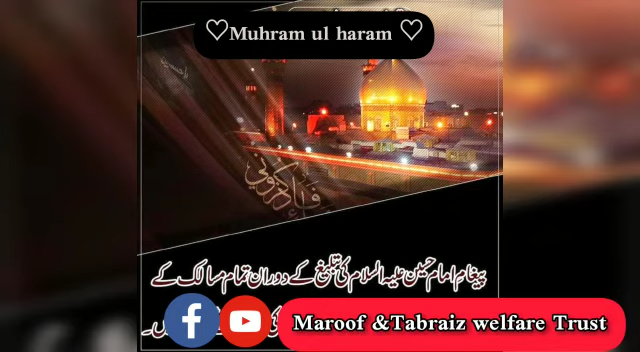 ♡Muhram ul haram ♡
فاذکرونی
پیغام امام حسین علیہ السلام کی تبلیغ کے دوران تمام مسالک کے
کی
Maroof &Tabraiz welfare Trust